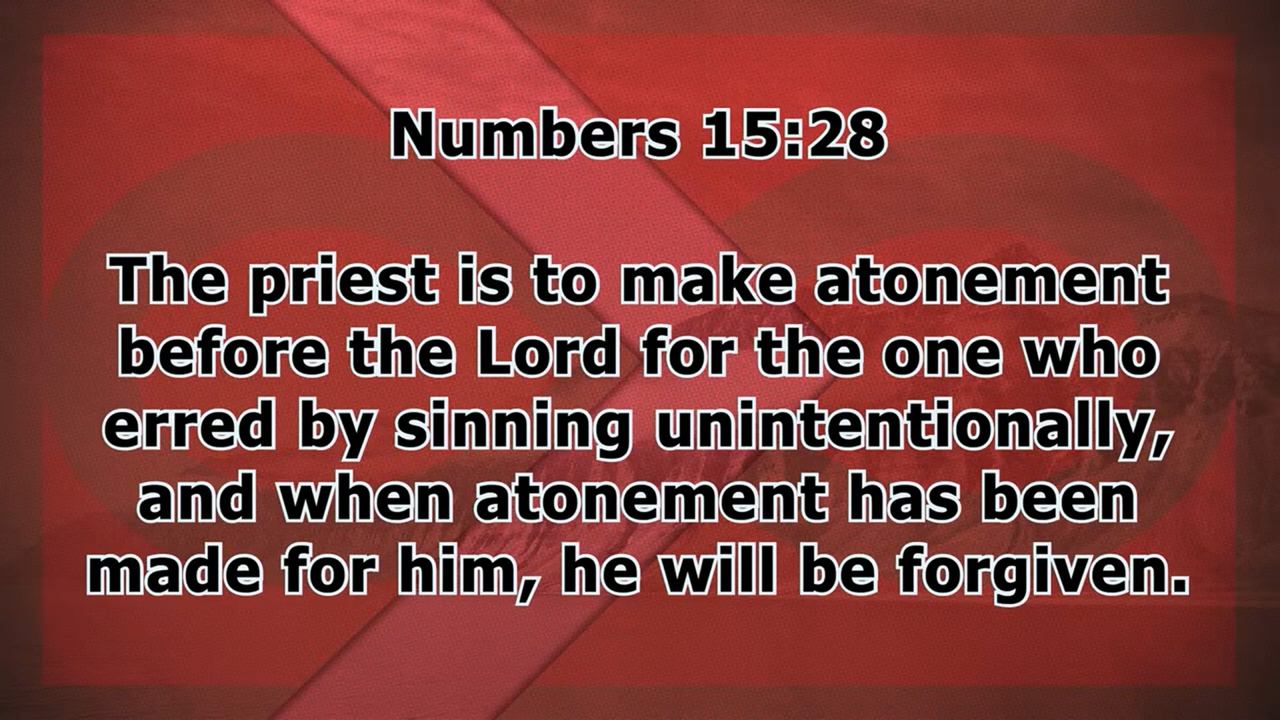 Numbers 15:28
The priest is to make atonement
before the Lord for the one who
erred by sinning unintentionally,
and when atonement has been
made for him, he will be forgiven.